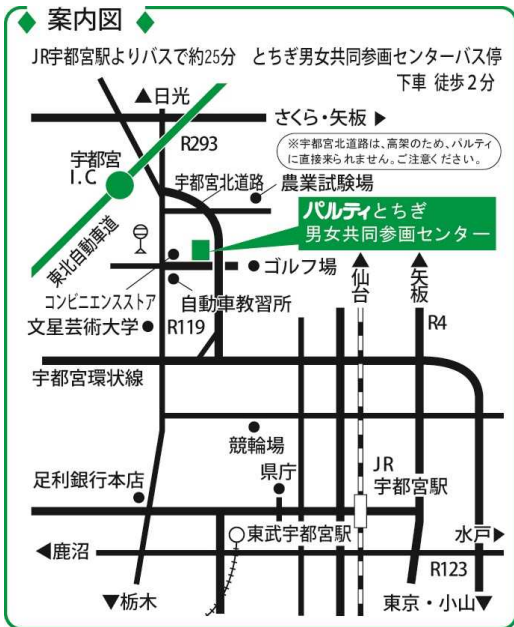 案内図
JR宇都宮駅よりバスで約25分 とちぎ男女共同参画センターバス停
下車 徒歩2分
▲日光
さくら・矢板▶
R293
※宇都宮北道路は、高架のため、パルティ
に直接来られません。ご注意ください。
宇都宮
I.C
宇都宮北道路
農業試験場
パルティとちぎ
男女共同参画センター
東北自動車道
ゴルフ場
▲仙台
▲矢板
コンビニエンスストア
自動車教習所
文星芸術大学
R119
R4
宇都宮環状線
競輪場
足利銀行本店
県庁
JR
宇都宮駅
東武宇都宮駅
水戸▶
◀鹿沼
R123
▼栃木
東京・小山▼